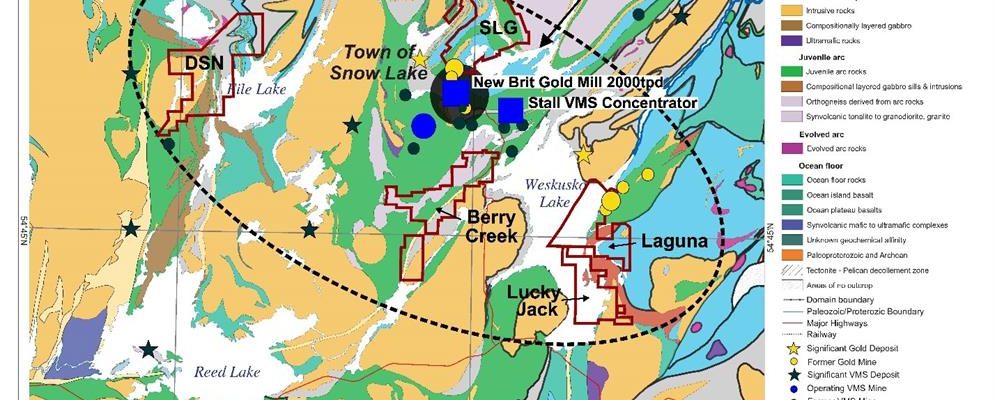 SLG
DSN
Town of
Snow Lake
File Lake
New Brit Gold Mill 2000tpd
Stall VMS Concentrator
Weskusko
Lake
Berry
Creek
Laguna
Lucky
Jack
Reed Lake
54°45'N
54°45'N
Intrusive rocks
Compositionally layered gabbro
Ultramafic rocks
Juvenile arc
Juvenile arc rocks
Compositional layered gabbro sills & intrusions
Orthogneiss derived from arc rocks
Synvolcanic tonalite to granodiorite, granite
Evolved arc
Evolved arc rocks
Ocean floor
Ocean floor rocks
Ocean island basalt
Ocean plateau basalts
Synvolcanic mafic to ultramafic complexes
Unknown geochemical affinity
Paleoproterozoic and Archean
Tectonite - Pelican decollement zone
Areas of no outcrop
Domain boundary
Paleozoic/Proterozic Boundary
Major Highways
Railway
Significant Gold Deposit
Former Gold Mine
Significant VMS Deposit
Operating VMS Mine
Former VMS Mine